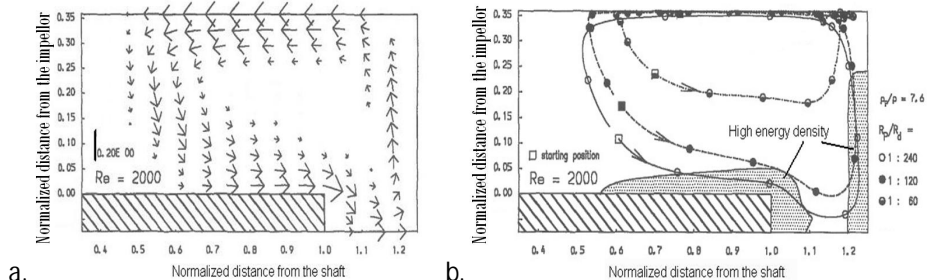 Normalized distance from the impellor
0.35
0.30
0.25
0.20
0.15
0.10
0.05
0.00
0.20E 00
Re = 2000
0.4 0.5 0.6 0.7 0.8 0.9 1.0 1.1 1.2
a.
Normalized distance from the shaft
Normalized distance from the impellor
0.35
0.30
0.25
0.20
0.15
0.10
0.05
0.00
High energy density
starting position
Re = 2000
0.4 0.5 0.6 0.7 0.8 0.9 1.0 1.1 1.2
ρr/ρ = 7.6
Rp/Rd =
1 : 240
1 : 120
1 : 60
b.
Normalized distance from the shaft